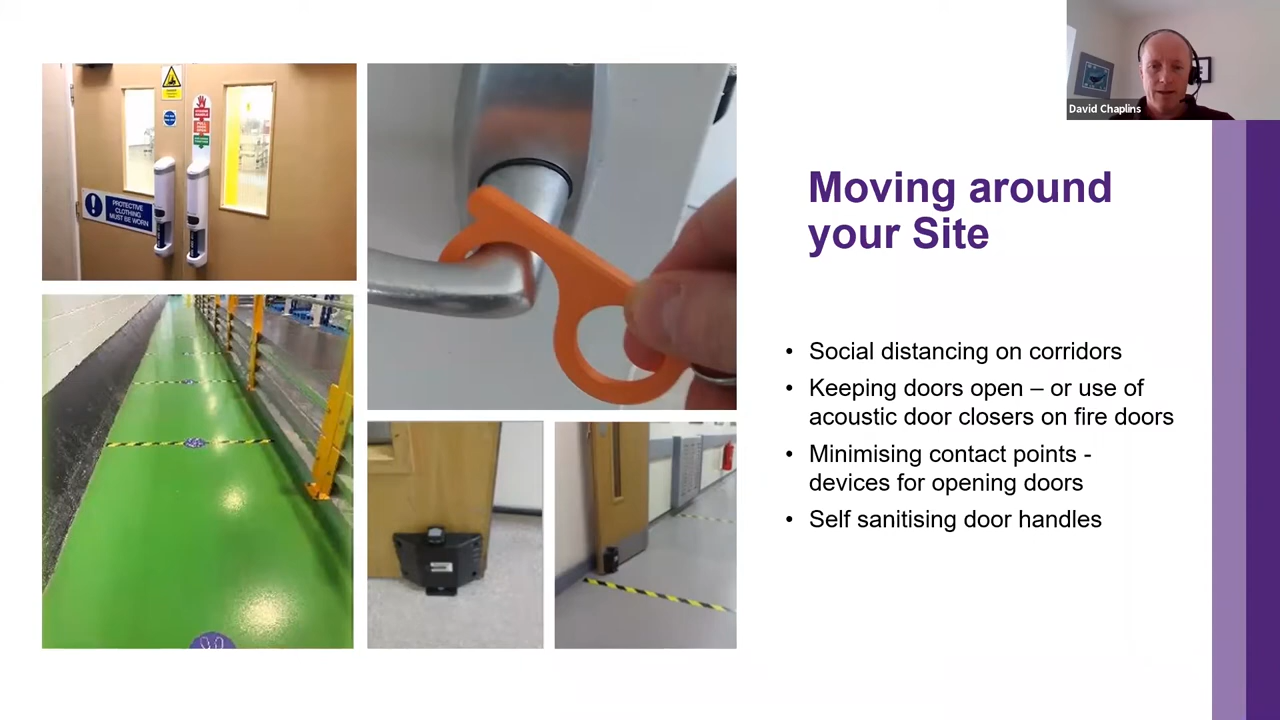 David Chaplins
Moving around
your Site
• Social distancing on corridors
• Keeping doors open – or use of
acoustic door closers on fire doors
• Minimising contact points -
devices for opening doors
• Self sanitising door handles
PROTECTIVE
CLOTHING
MUST BE WORN